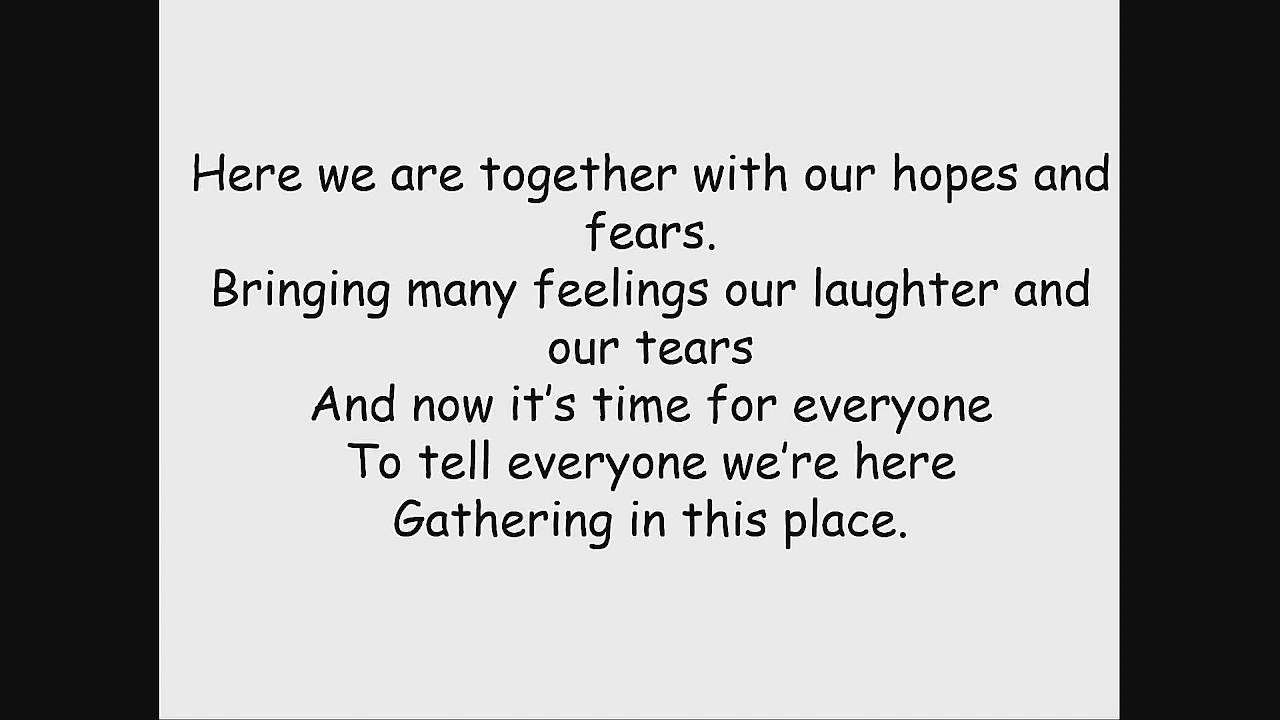 Here we are together with our hopes and
fears.
Bringing many feelings our laughter and
our tears
And now it's time for everyone
To tell everyone we're here
Gathering in this place.